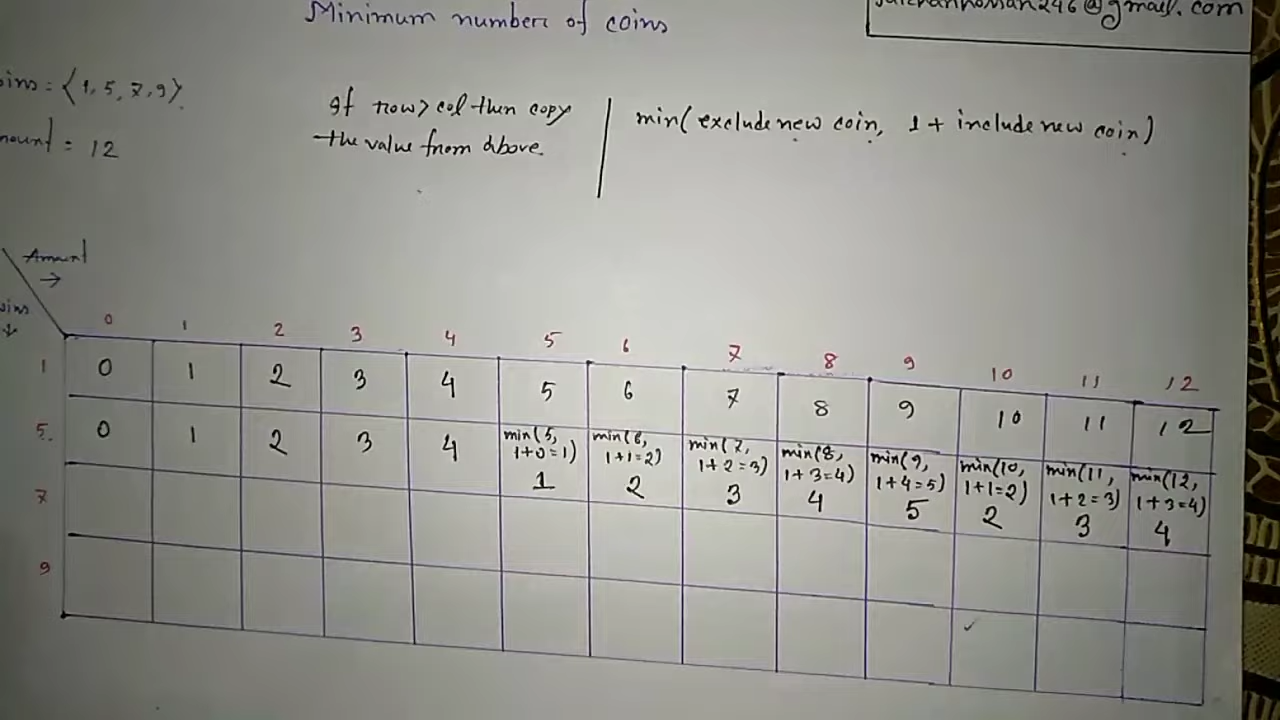 Minimum number of coins
@gmail.com
coins = {1, 5, 7, 9}
amount = 12
If row > col then copy
the value from above.
min(exclude new coin, 1 + include new coin)
Amount
→
coins
↓
0 1 2 3 4 5 6 7 8 9 10 11 12
1 0 1 2 3 4 5 6 7 8 9 10 11 12
5. 0 1 2 3 4 min(5, 1+0=1) 1 min(6, 1+1=2) 2 min(7, 1+2=3) 3 min(8, 1+3=4) 4 min(9, 1+4=5) 5 min(10, 1+1=2) 2 min(11, 1+2=3) 3 min(12, 1+3=4) 4
7
9